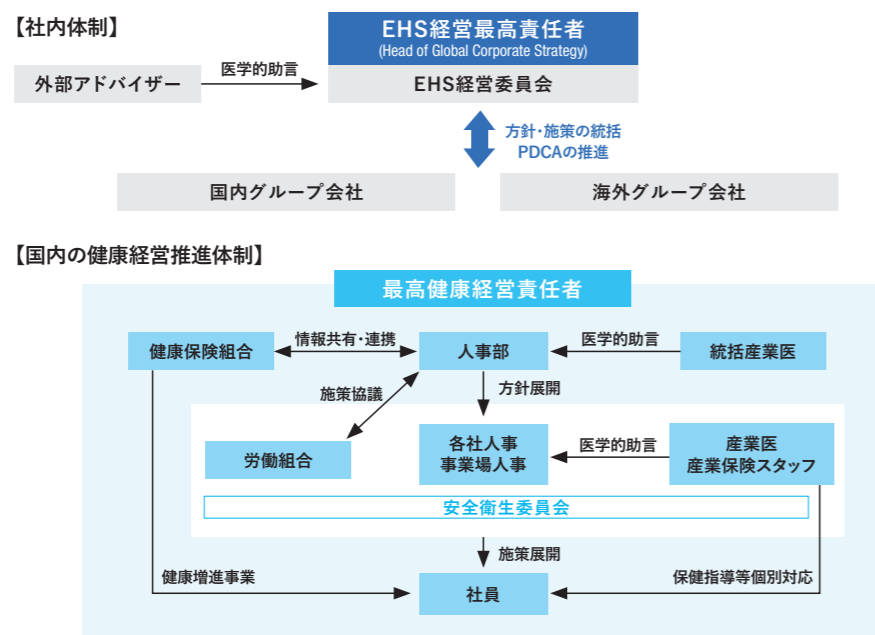 【社内体制】
EHS経営最高責任者
(Head of Global Corporate Strategy)
外部アドバイザー
医学的助言
EHS経営委員会
方針・施策の統括
PDCAの推進
国内グループ会社
海外グループ会社
【国内の健康経営推進体制】
最高健康経営責任者
健康保険組合
情報共有・連携
人事部
医学的助言
統括産業医
施策協議
方針展開
労働組合
各社人事
事業場人事
医学的助言
産業医
産業保険スタッフ
安全衛生委員会
施策展開
健康増進事業
保健指導等個別対応
社員